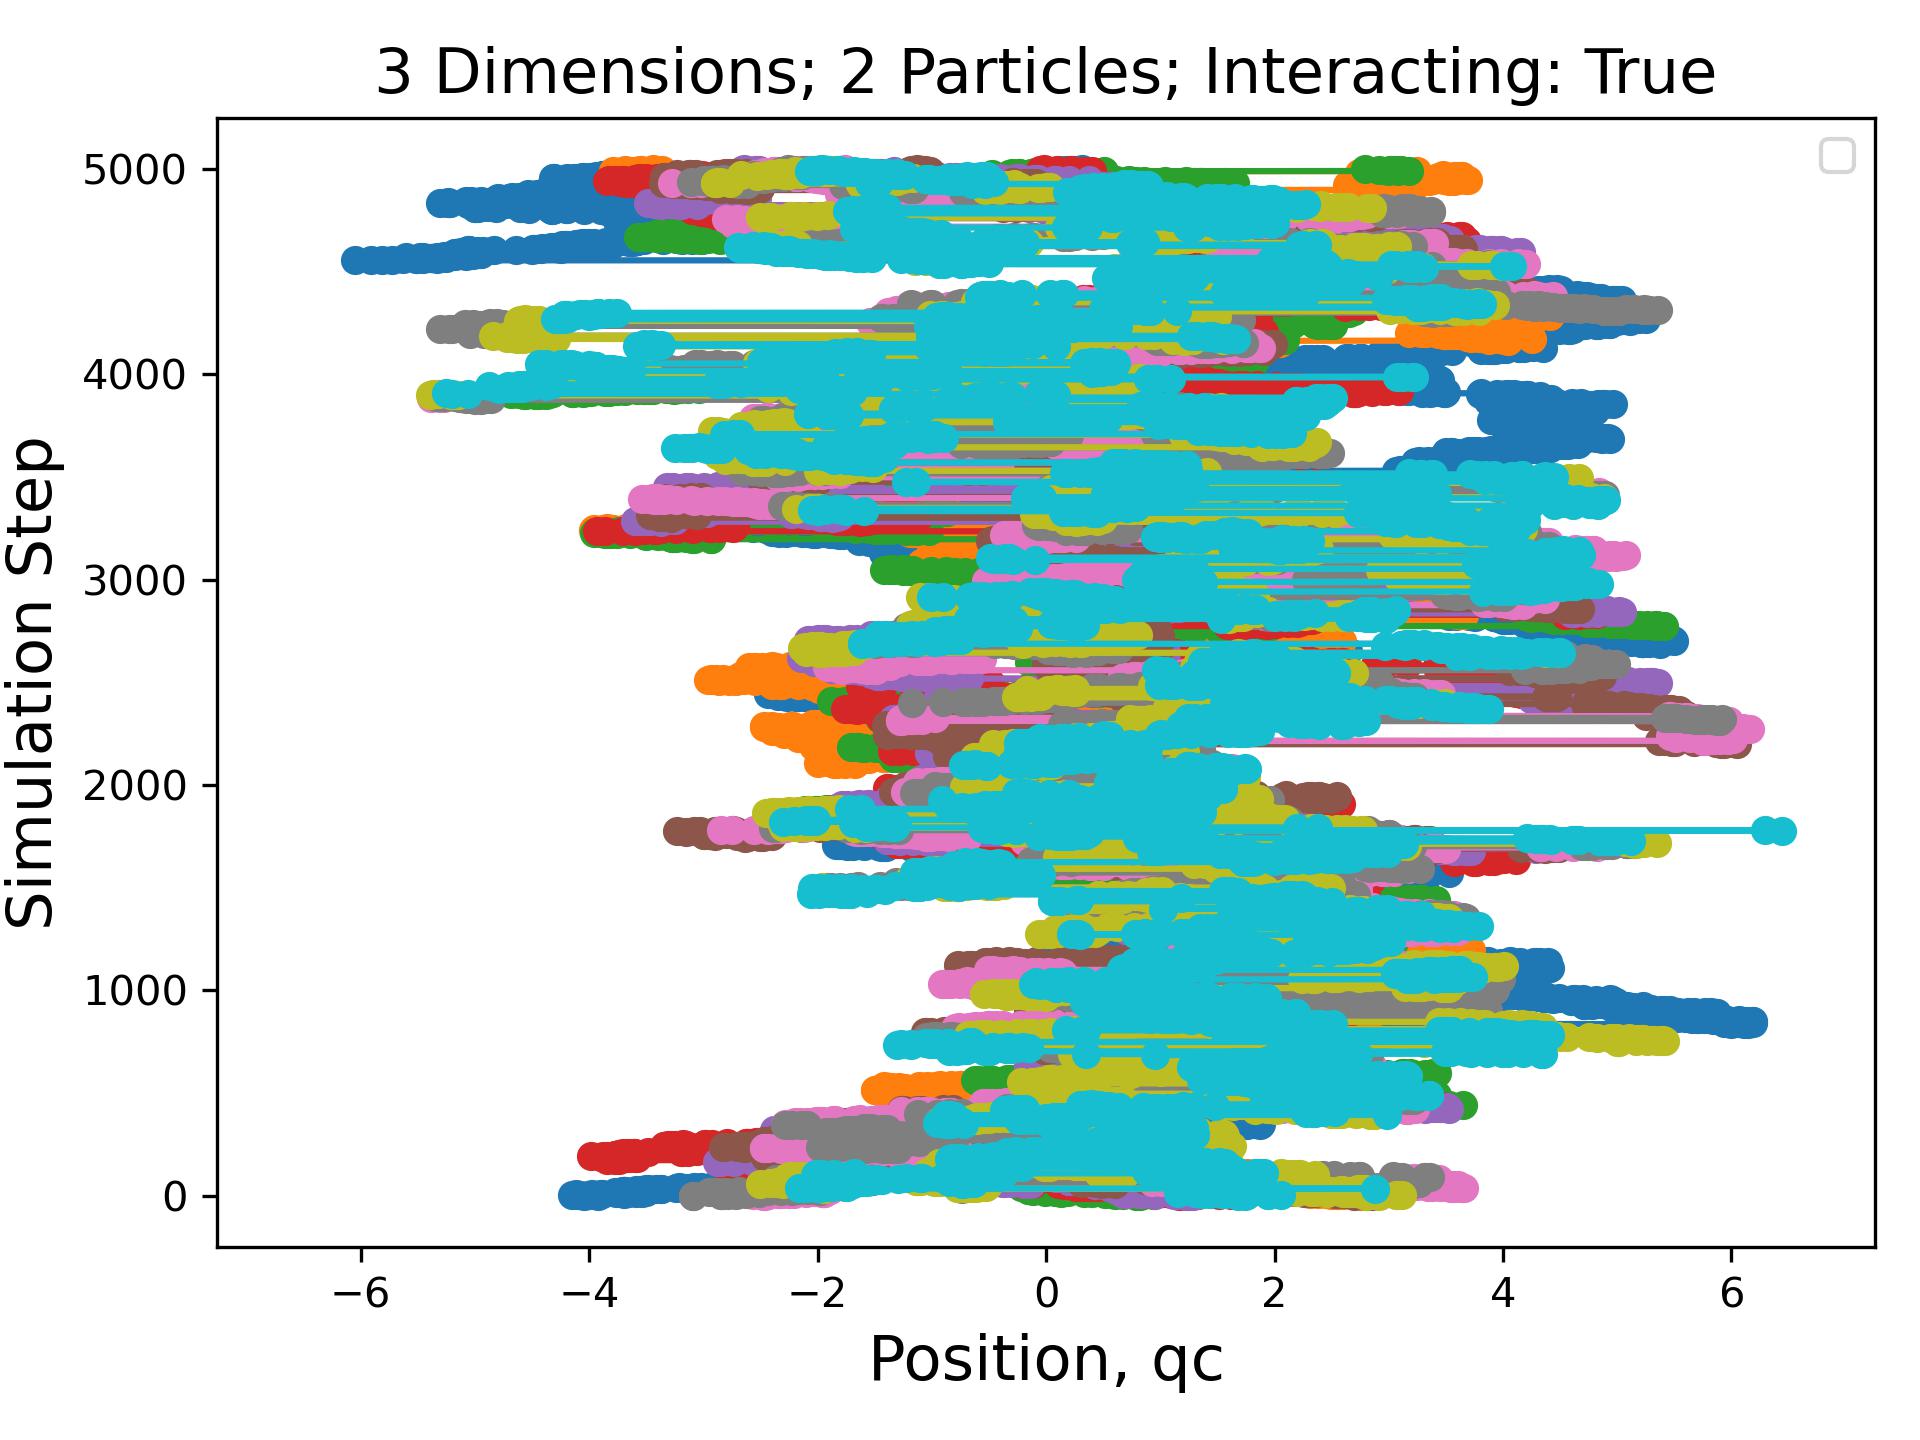 3 Dimensions; 2 Particles; Interacting: True
5000
4000
3000
2000
1000
0
Simulation Step
−6 −4 −2 0 2 4 6
Position, qc